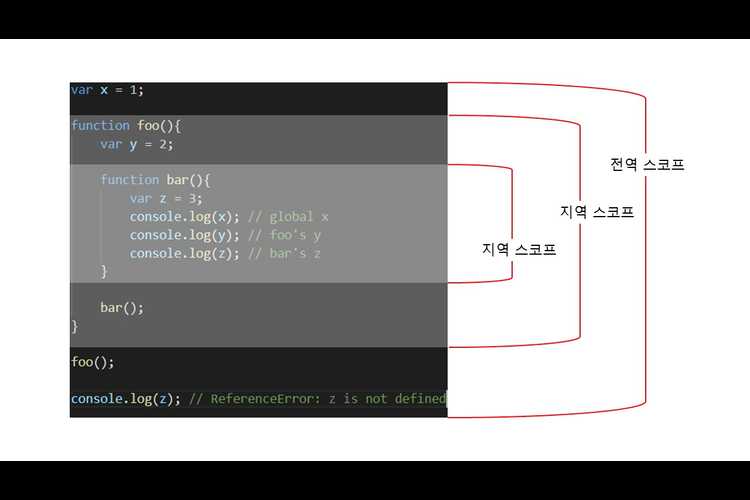 var x = 1;
function foo(){
var y = 2;
function bar(){
var z = 3;
console.log(x); // global x
console.log(y); // foo's y
console.log(z); // bar's z
}
bar();
}
foo();
console.log(z); // ReferenceError: z is not defined
전역 스코프
지역 스코프
지역 스코프